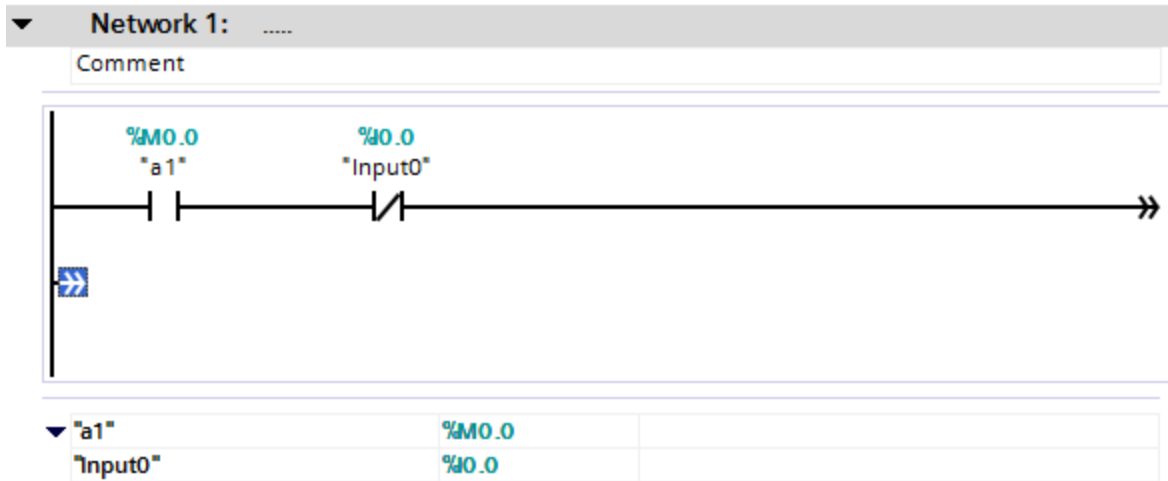 Network 1: .....
Comment
%M0.0 %I0.0
"a1" "Input0"
"a1" %M0.0
"Input0" %I0.0